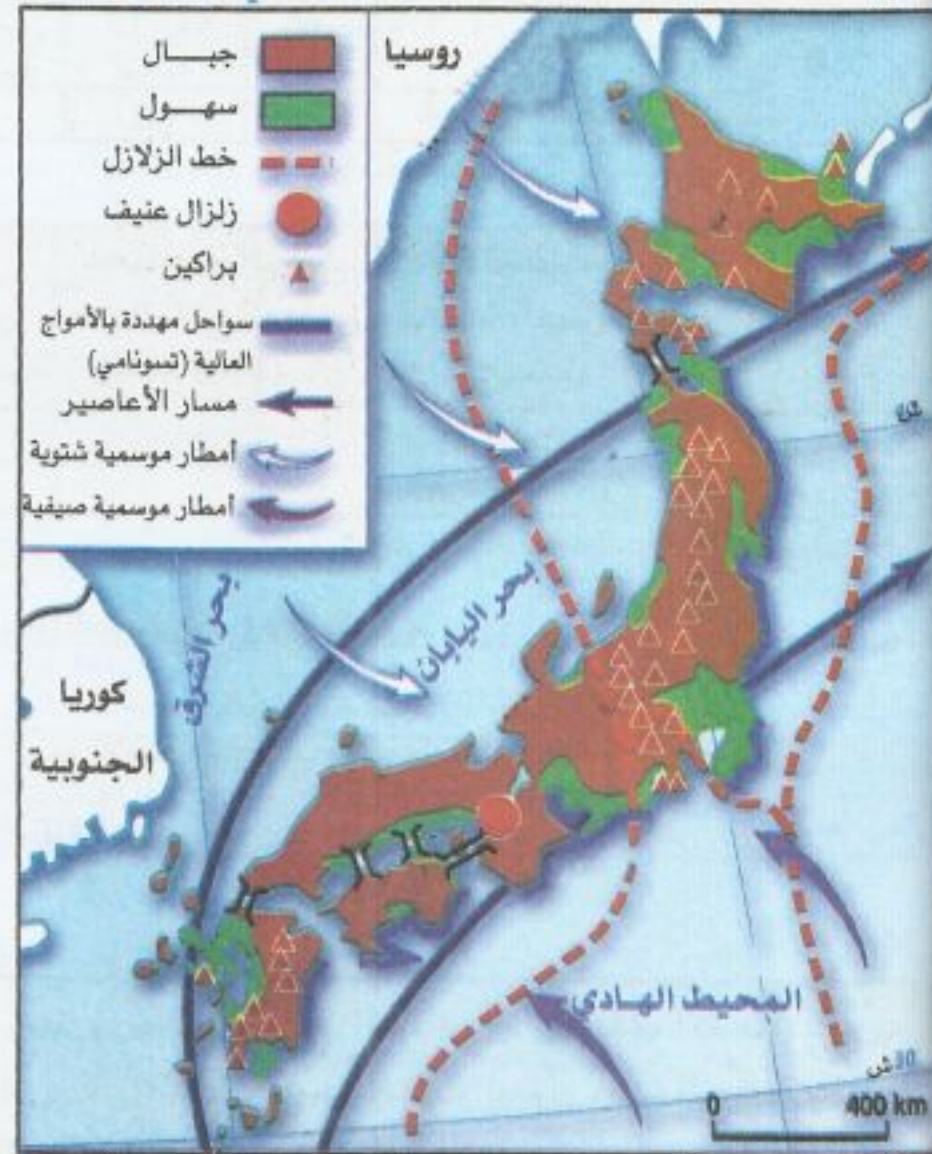 جبال
سهول
خط الزلازل
زلزال عنيف
براكين
سواحل مهددة بالأمواج
العالية (تسونامي)
مسار الأعاصير
أمطار موسمية شتوية
أمطار موسمية صيفية
روسيا
بحر اليابان
بحر الشرق
كوريا
الجنوبية
المحيط الهادي
30 ش
0 400 km